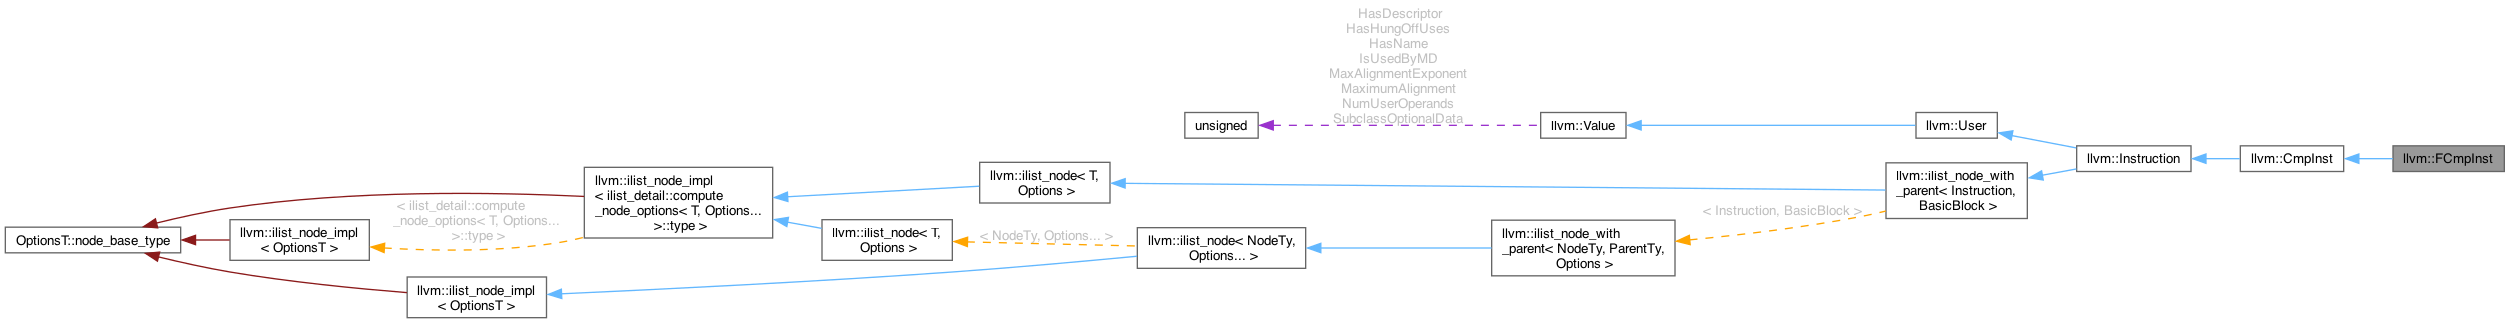 HasDescriptor
HasHungOffUses
HasName
IsUsedByMD
MaxAlignmentExponent
MaximumAlignment
NumUserOperands
SubclassOptionalData
unsigned
llvm::Value
llvm::User
llvm::Instruction
llvm::CmpInst
llvm::FCmpInst
llvm::ilist_node_impl
< ilist_detail::compute
_node_options< T, Options...
>::type >
llvm::ilist_node< T,
Options >
llvm::ilist_node_with
_parent< Instruction,
BasicBlock >
< ilist_detail::compute
_node_options< T, Options...
>::type >
< Instruction, BasicBlock >
OptionsT::node_base_type
llvm::ilist_node_impl
< OptionsT >
llvm::ilist_node< T,
Options >
< NodeTy, Options... >
llvm::ilist_node< NodeTy,
Options... >
llvm::ilist_node_with
_parent< NodeTy, ParentTy,
Options >
llvm::ilist_node_impl
< OptionsT >